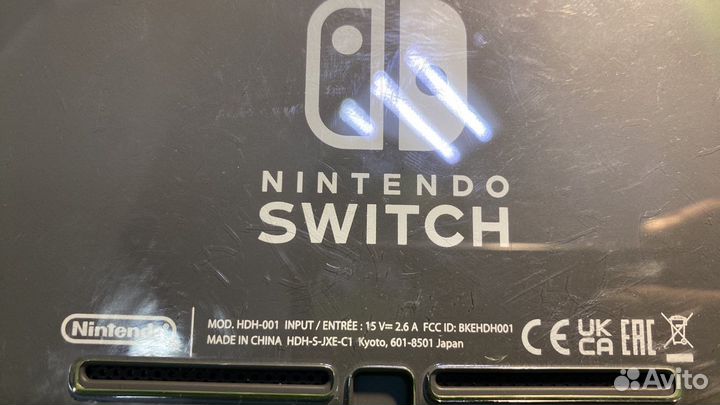 NINTENDO
SWITCH
Nintendo
MOD. HDH-001 INPUT / ENTRÉE : 15 V⎓ 2.6 A FCC ID: BKEHDH001
MADE IN CHINA HDH-S-JXE-C1 Kyoto, 601-8501 Japan
CE UK CA EAC
Avito